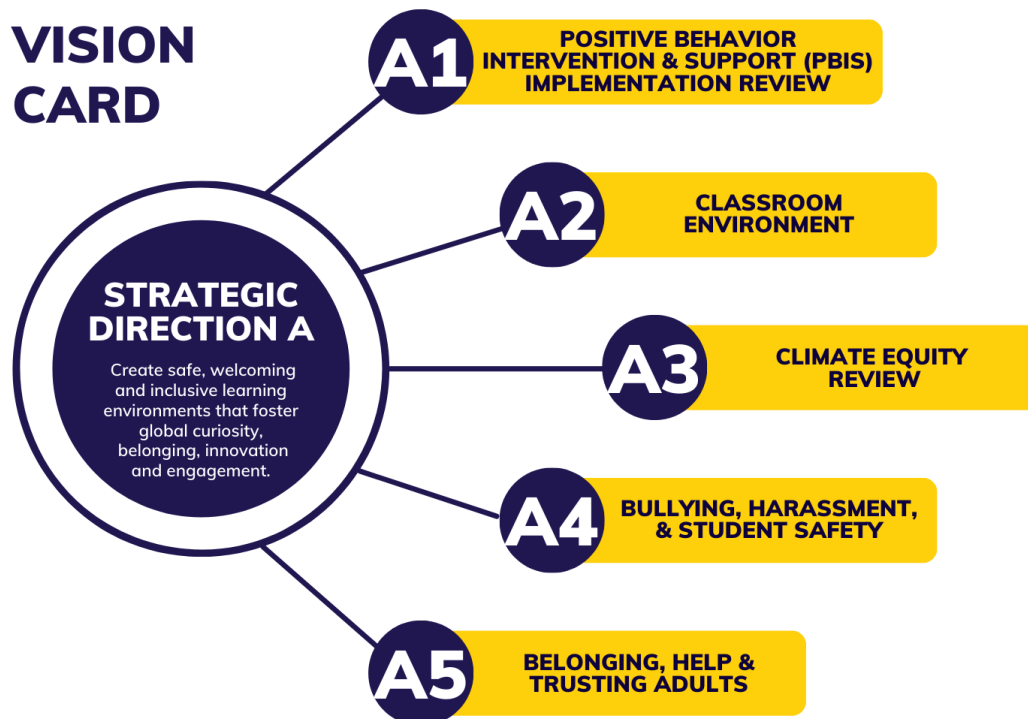 VISION
CARD
A1
POSITIVE BEHAVIOR
INTERVENTION & SUPPORT (PBIS)
IMPLEMENTATION REVIEW
A2
CLASSROOM
ENVIRONMENT
STRATEGIC
DIRECTION A
Create safe, welcoming
and inclusive learning
environments that foster
global curiosity,
belonging, innovation
and engagement.
A3
CLIMATE EQUITY
REVIEW
A4
BULLYING, HARASSMENT,
& STUDENT SAFETY
A5
BELONGING, HELP &
TRUSTING ADULTS